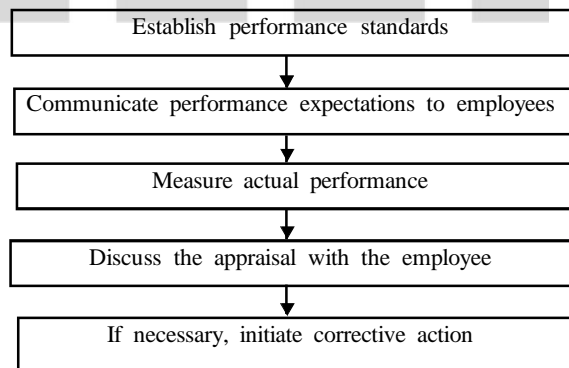 Establish performance standards
Communicate performance expectations to employees
Measure actual performance
Discuss the appraisal with the employee
If necessary, initiate corrective action